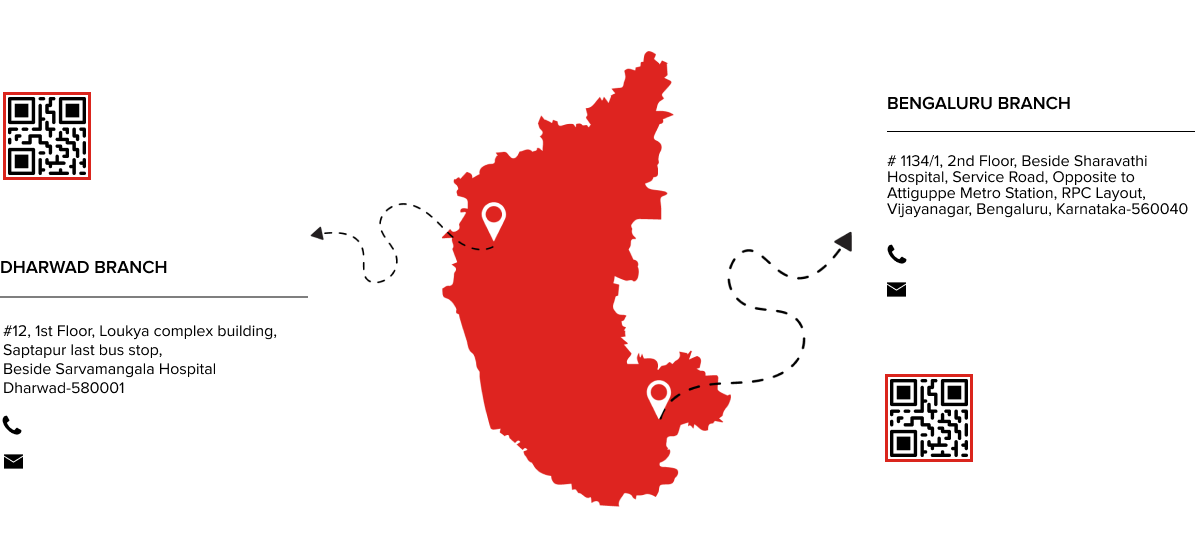 DHARWAD BRANCH
#12, 1st Floor, Loukya complex building,
Saptapur last bus stop,
Beside Sarvamangala Hospital
Dharwad-580001
BENGALURU BRANCH
# 1134/1, 2nd Floor, Beside Sharavathi
Hospital, Service Road, Opposite to
Attiguppe Metro Station, RPC Layout,
Vijayanagar, Bengaluru, Karnataka-560040